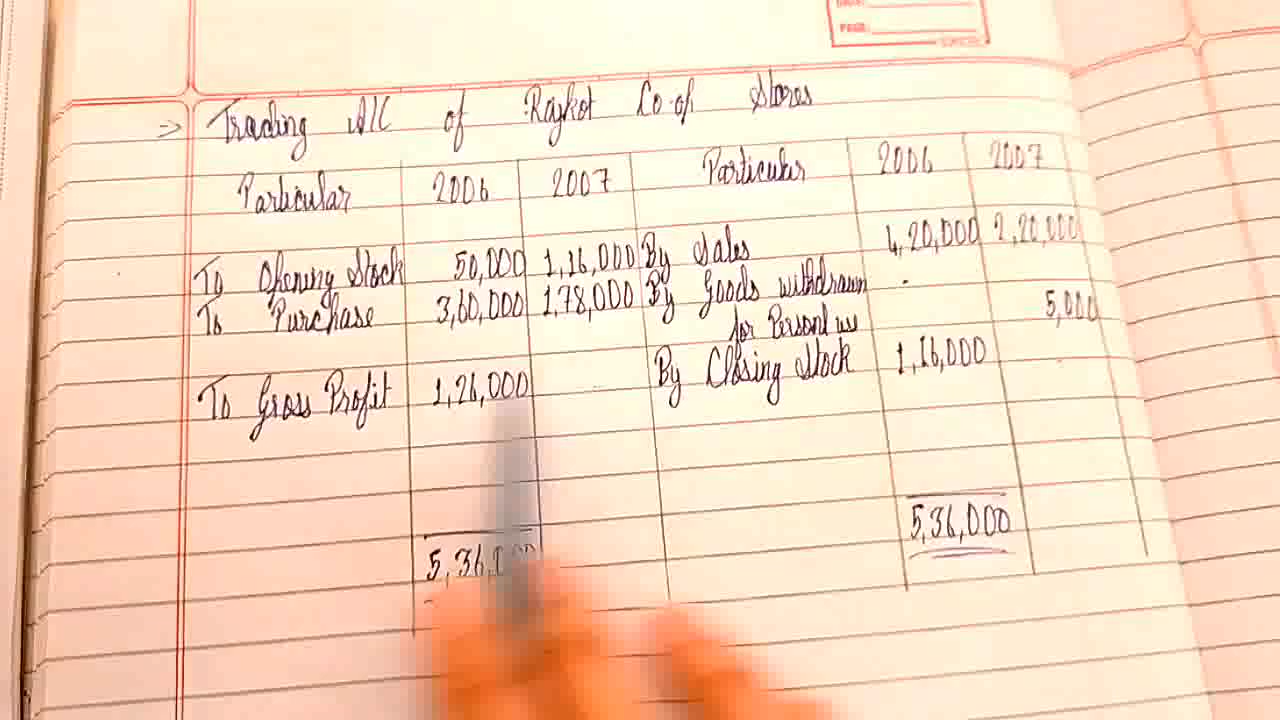 PAGE:
=> Trading A/C of Rajkot Co-of Stores
Particular 2006 2007 Particular 2006 2007
To Opening Stock 50,000 1,16,000 By Sales 4,20,000 2,20,000
To Purchase 3,60,000 1,78,000 By Goods withdrawn -
for Personl use 5,000
To Gross Profit 1,26,000 By Closing Stock 1,16,000
5,36,000 5,36,000